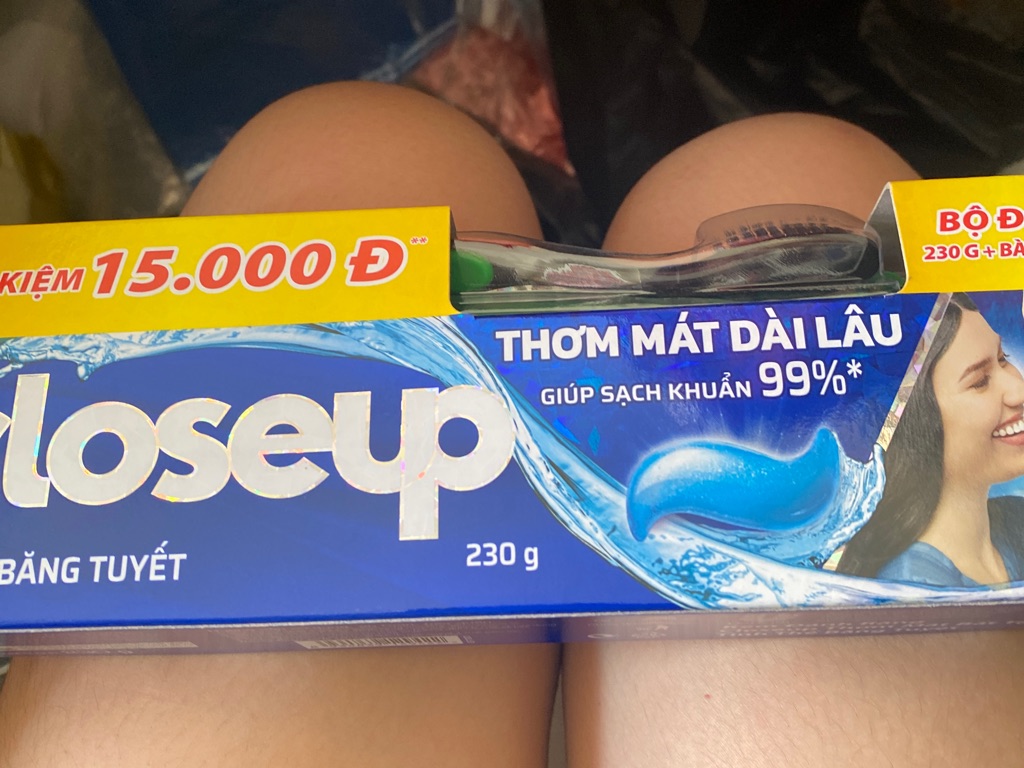 KIỆM 15.000 Đ**
BỘ Đ
230 G + BÀ
THƠM MÁT DÀI LÂU
GIÚP SẠCH KHUẨN 99%*
loseup
BĂNG TUYẾT
230 g